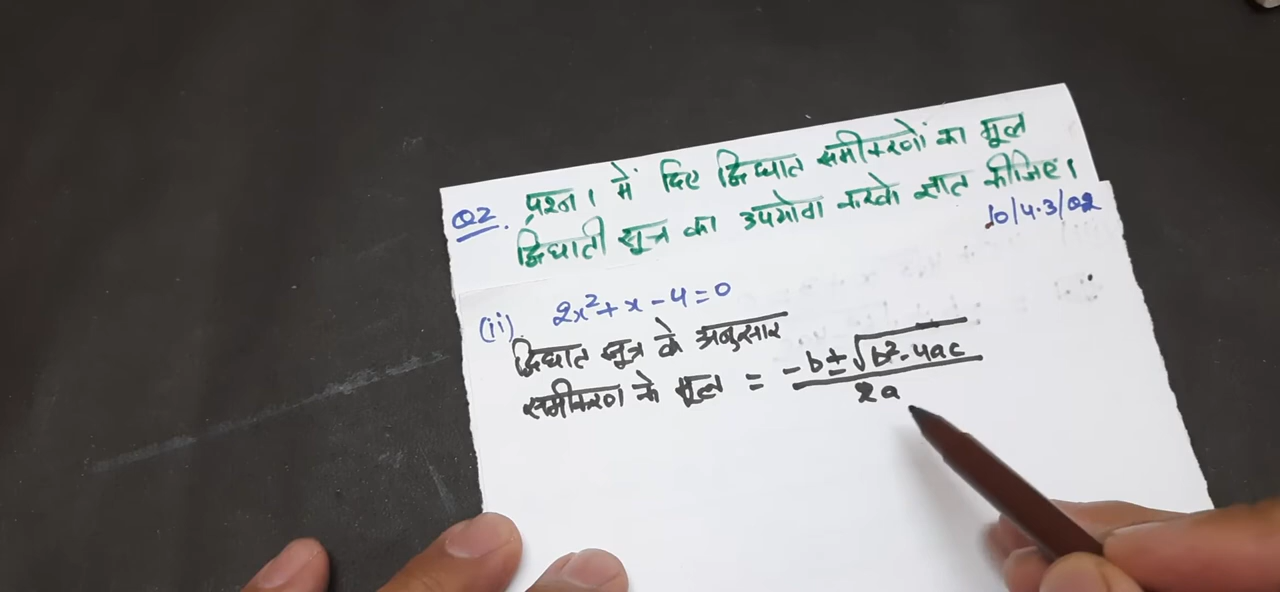 Q2. प्रश्न 1 में दिए द्विघात समीकरणों का मूल
द्विघाती सूत्र का उपयोग करके ज्ञात कीजिए।
10/4.3/Q2
(ii) 2x²+x-4=0
द्विघात सूत्र के अनुसार
समीकरण के मूल = -b±√b²-4ac / 2a